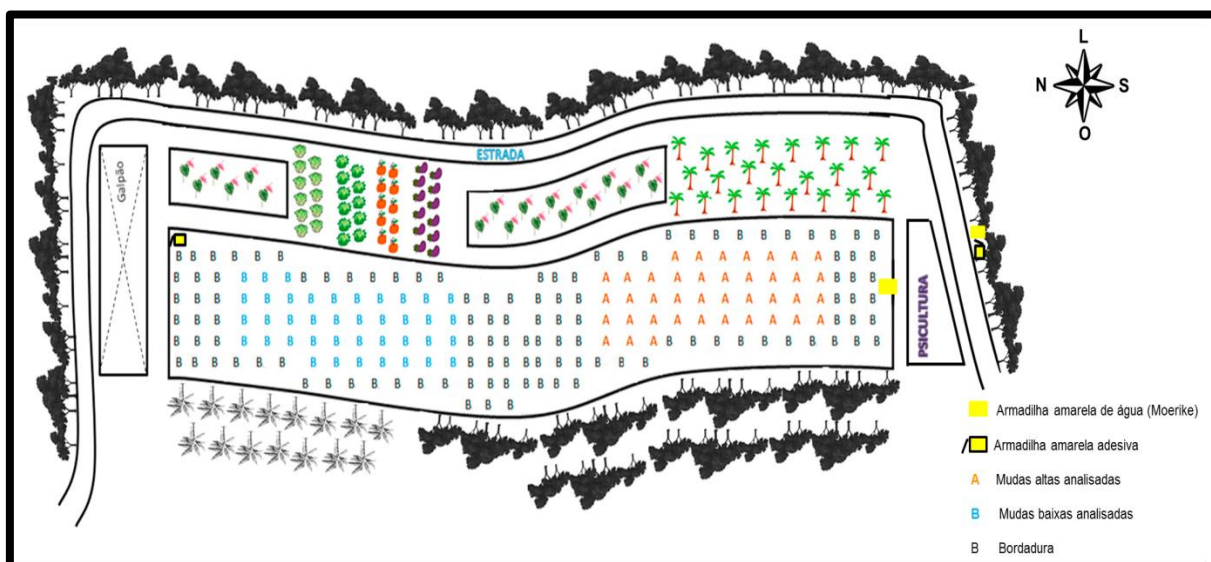 L
N S
O
ESTRADA
Galpão
B B B B B B B B B B
B B B B B B B B B A A A A A A A B B B
B B B B B B B B B B B B B B B B A A A A A A A A A A B B B
B B B B B B B B B B B B B B B B B B B A A A A A A A A A A B B B
B B B B B B B B B B B B B B B B B B B A A A A A A A A A A B B B
B B B B B B B B B B B B B B B B B B B B A A A B B B B B B B B B B
B B B B B B B B B B B B B B B B B B B B B B B
B B B B B B B B B B B B B B
B B B
PSICULTURA
Armadilha amarela de água (Moerike)
Armadilha amarela adesiva
A Mudas altas analisadas
B Mudas baixas analisadas
B Bordadura